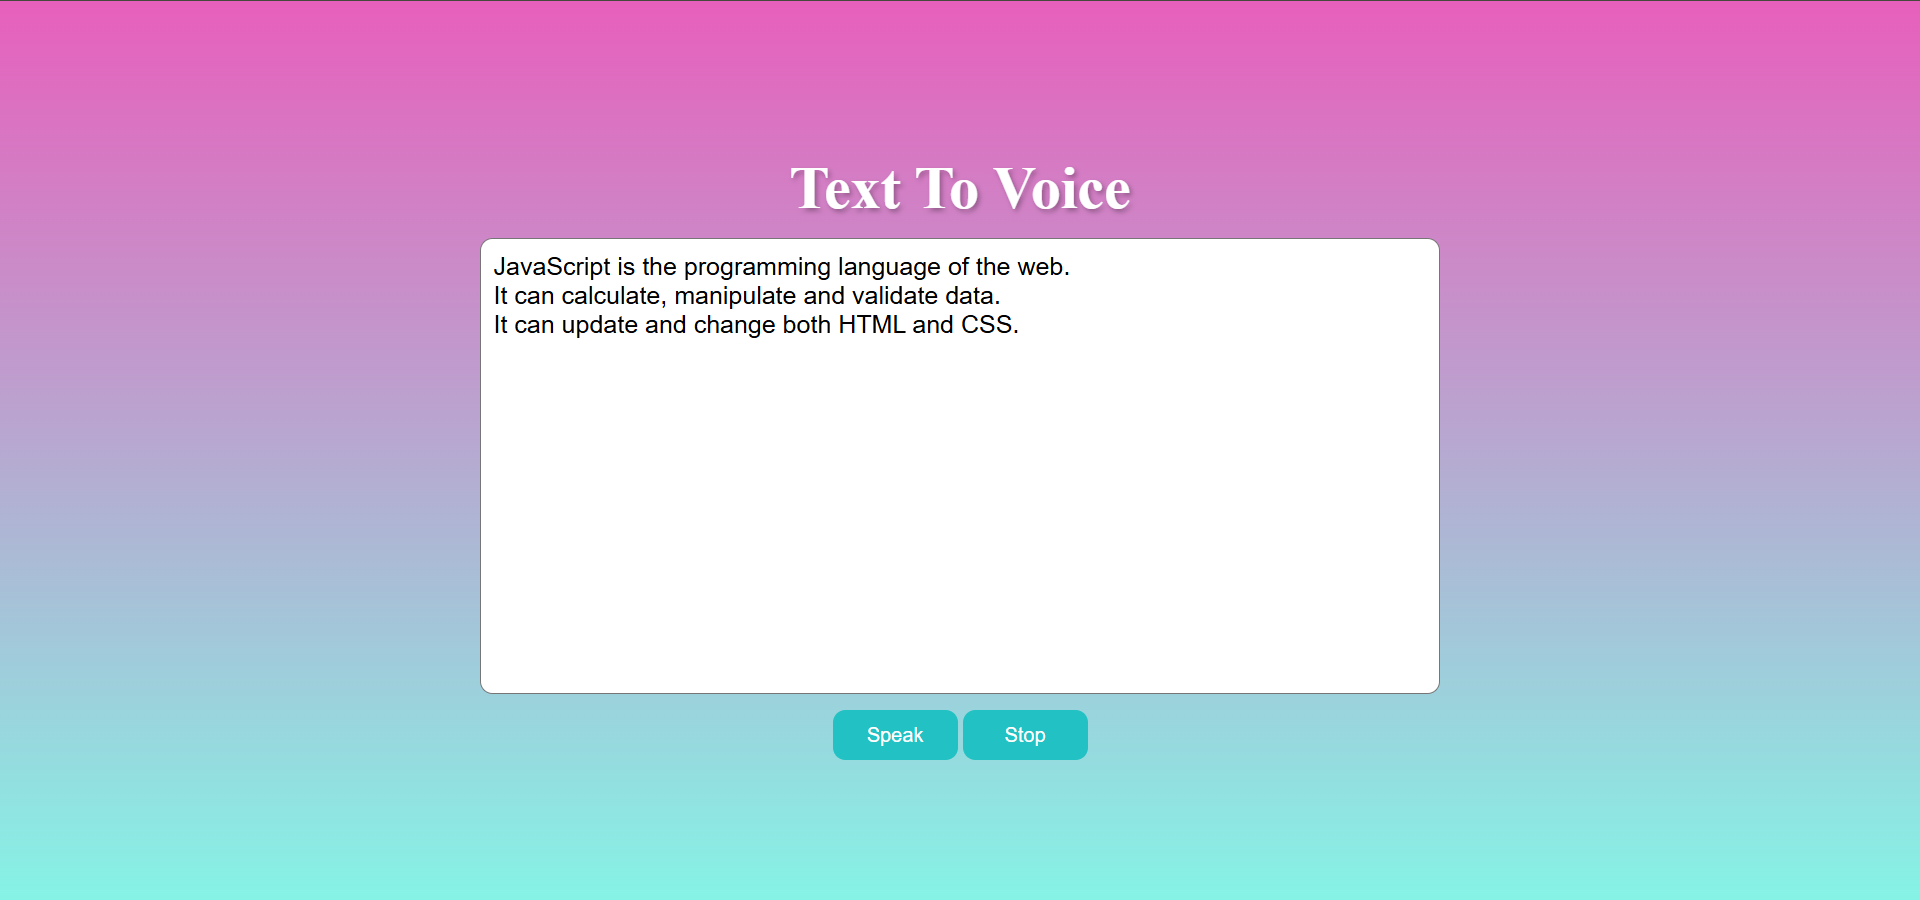 Text To Voice
JavaScript is the programming language of the web.
It can calculate, manipulate and validate data.
It can update and change both HTML and CSS.
Speak
Stop